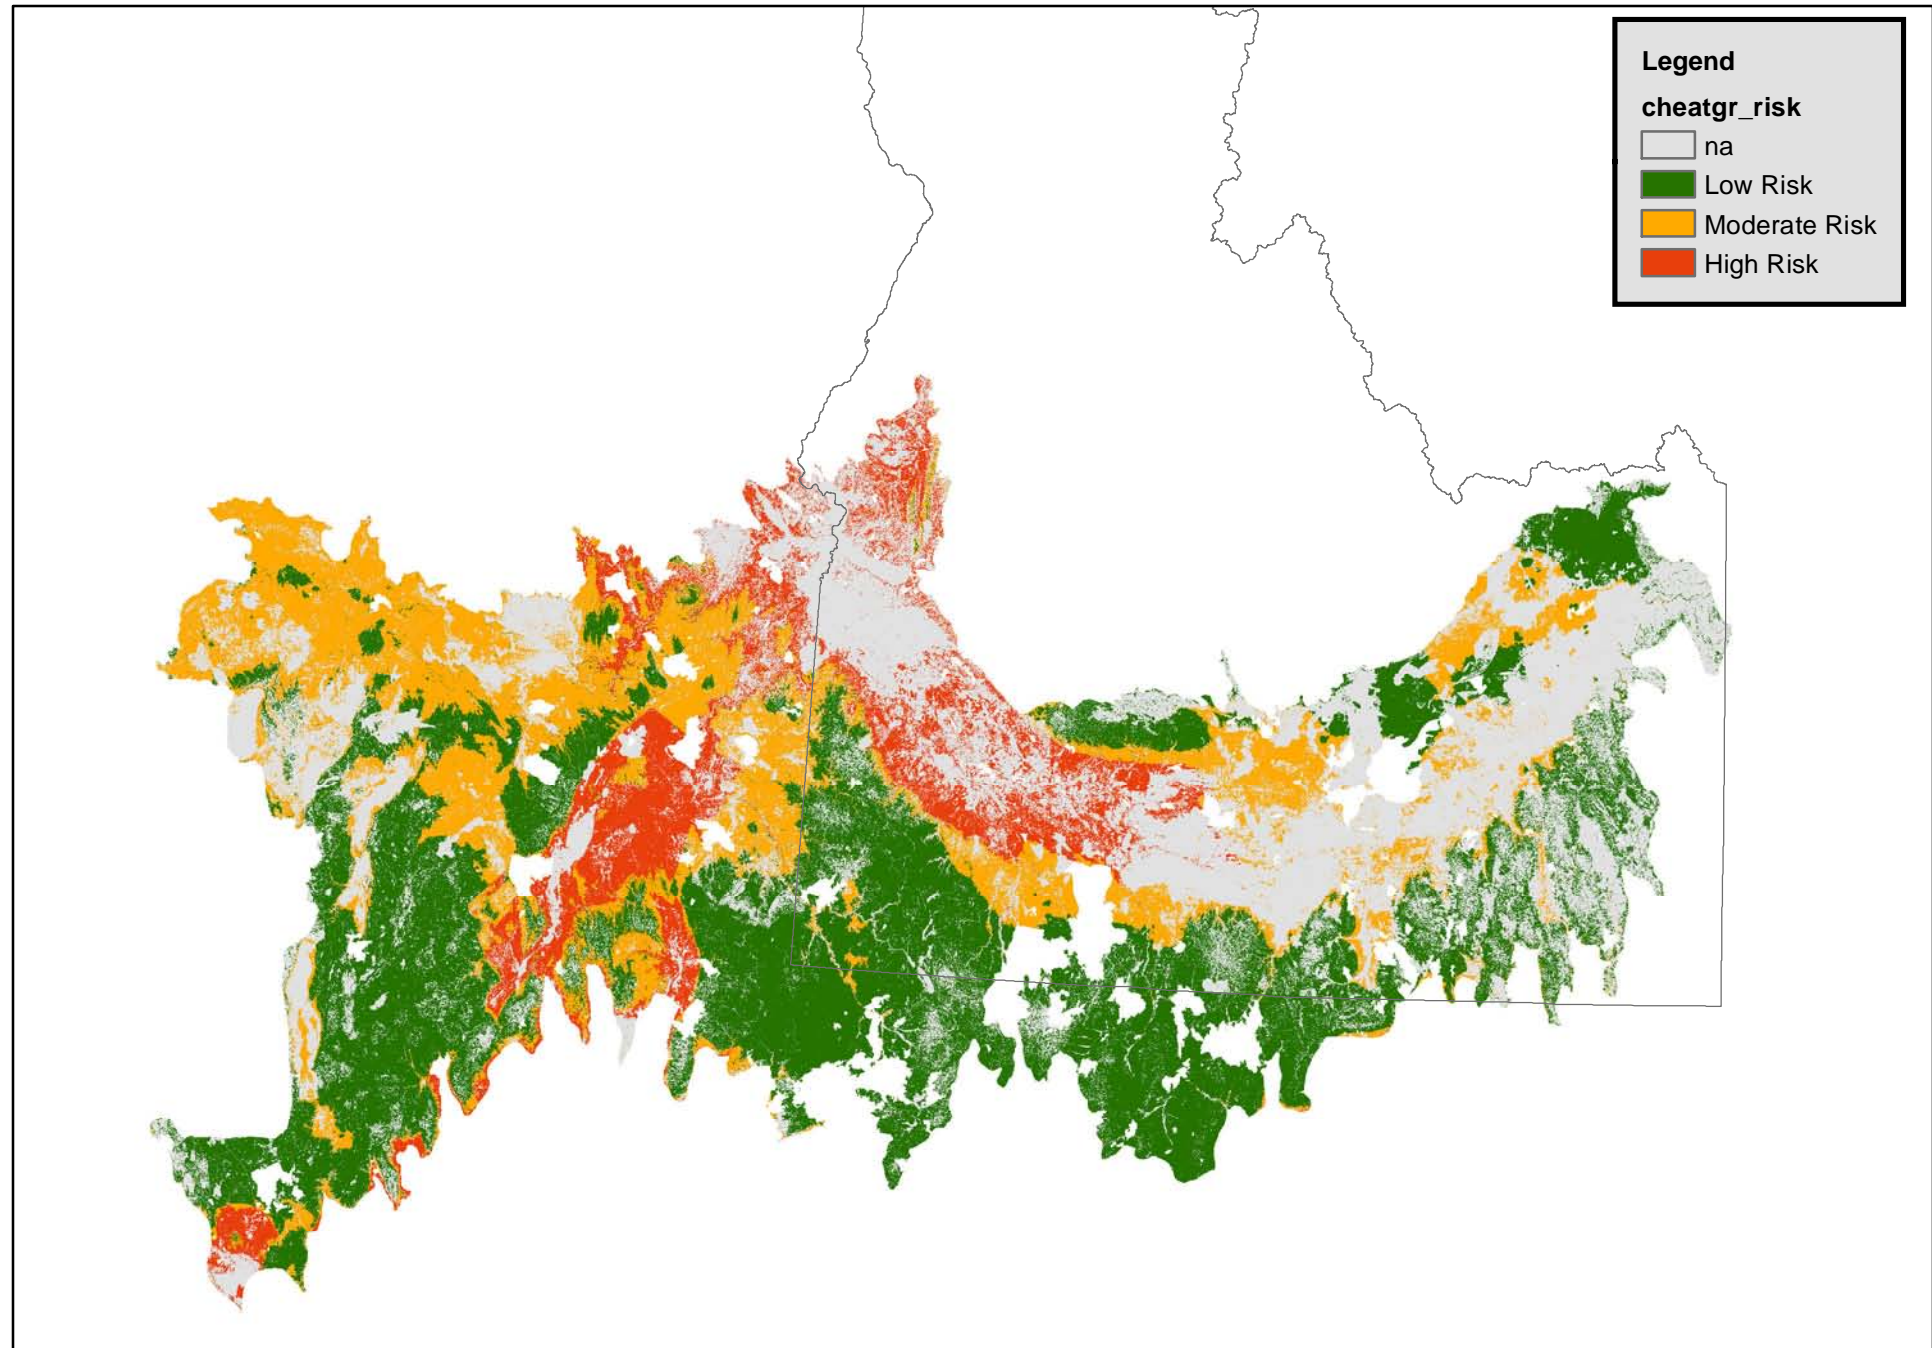 Legend
cheatgr_risk
na
Low Risk
Moderate Risk
High Risk